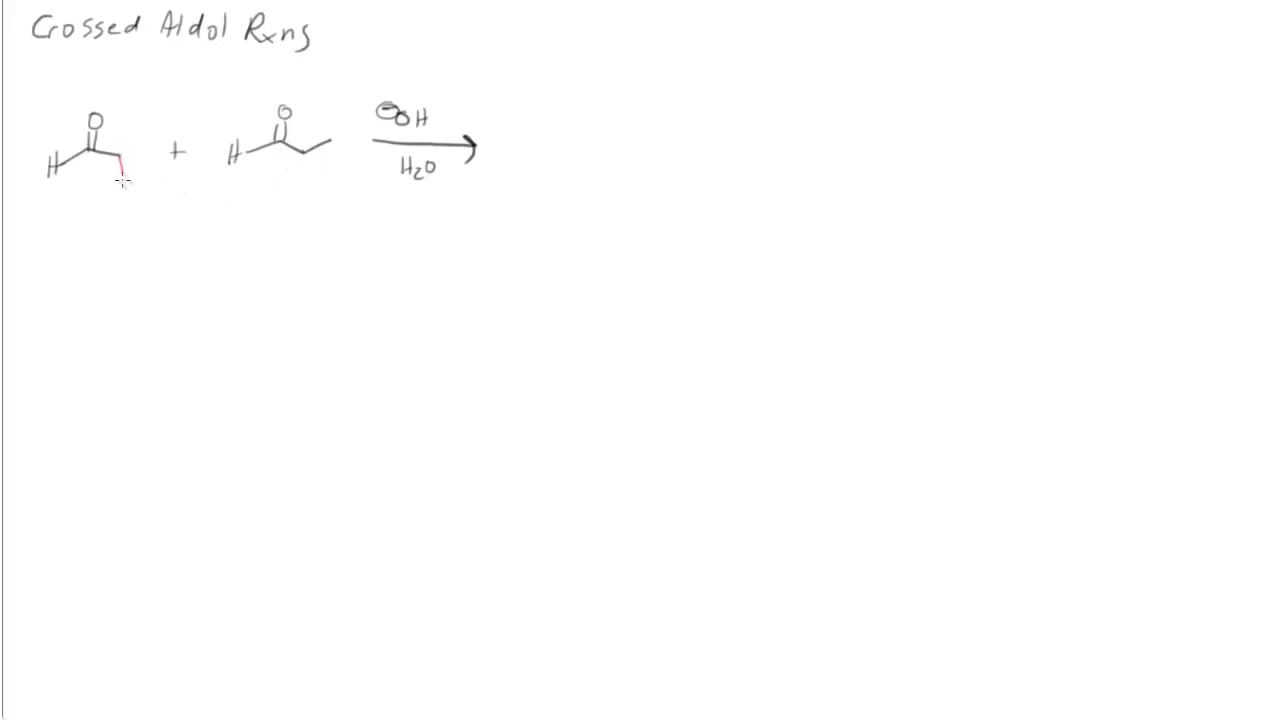 Crossed Aldol Rxns
O O ⊖OH
H + H
H2O